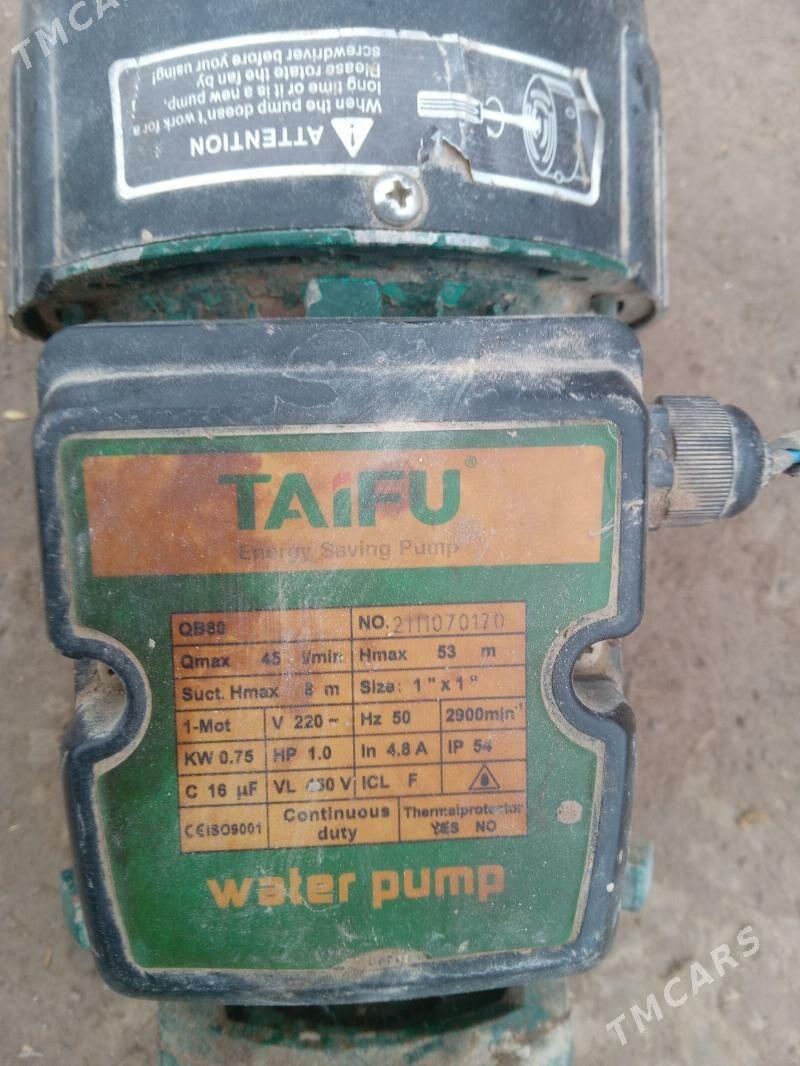 TMCARS
ATTENTION
When the pump doesn't work for a
long time or it is a new pump,
Please rotate the fan by
screwdriver before your using!
TAiFU®
Energy Saving Pump
QB80 NO. 2111070170
Qmax 45 l/min Hmax 53 m
Suct. Hmax 8 m Size: 1" x 1"
1-Mot V 220 ~ Hz 50 2900min-1
KW 0.75 HP 1.0 In 4.8 A IP 54
C 16 µF VL 450 V ICL F
CE ISO9001 Continuous duty Thermalprotector YES NO
water pump
TMCARS